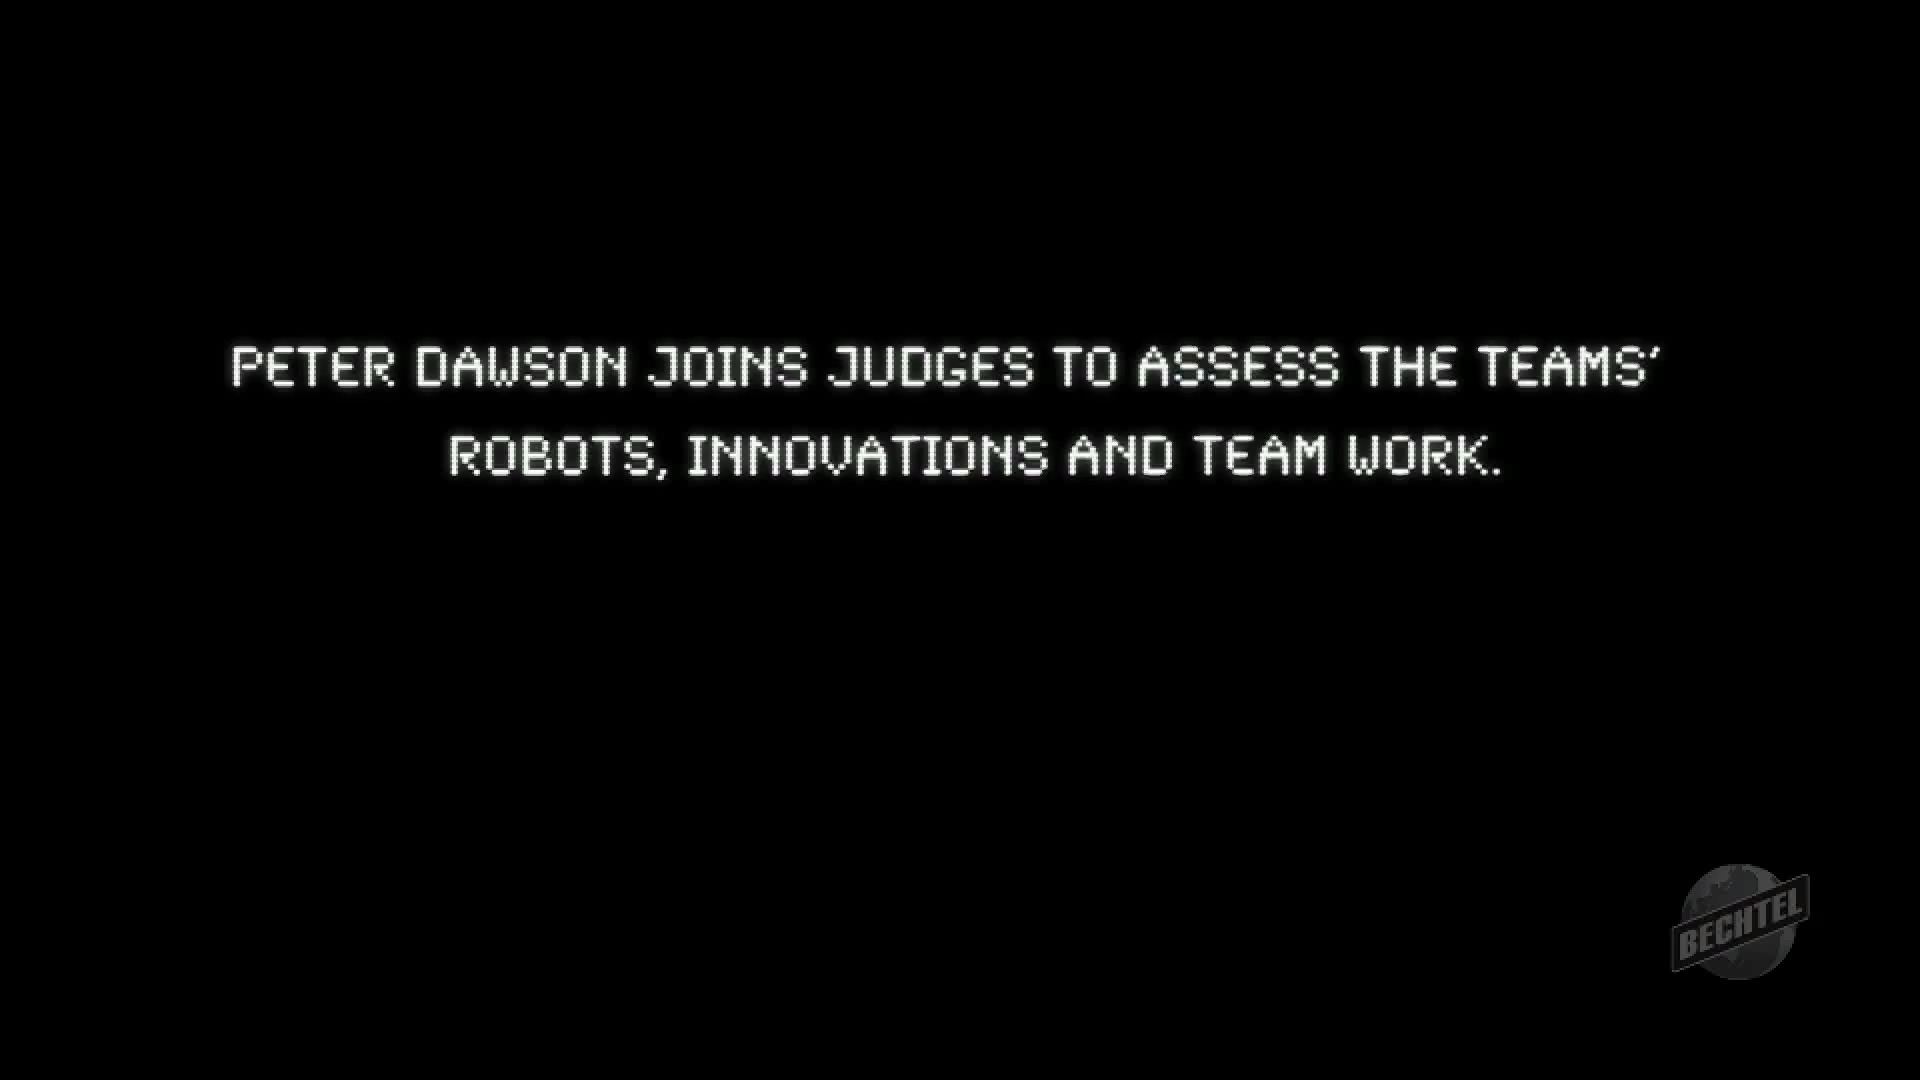 PETER DAWSON JOINS JUDGES TO ASSESS THE TEAMS'
ROBOTS, INNOVATIONS AND TEAM WORK.
BECHTEL